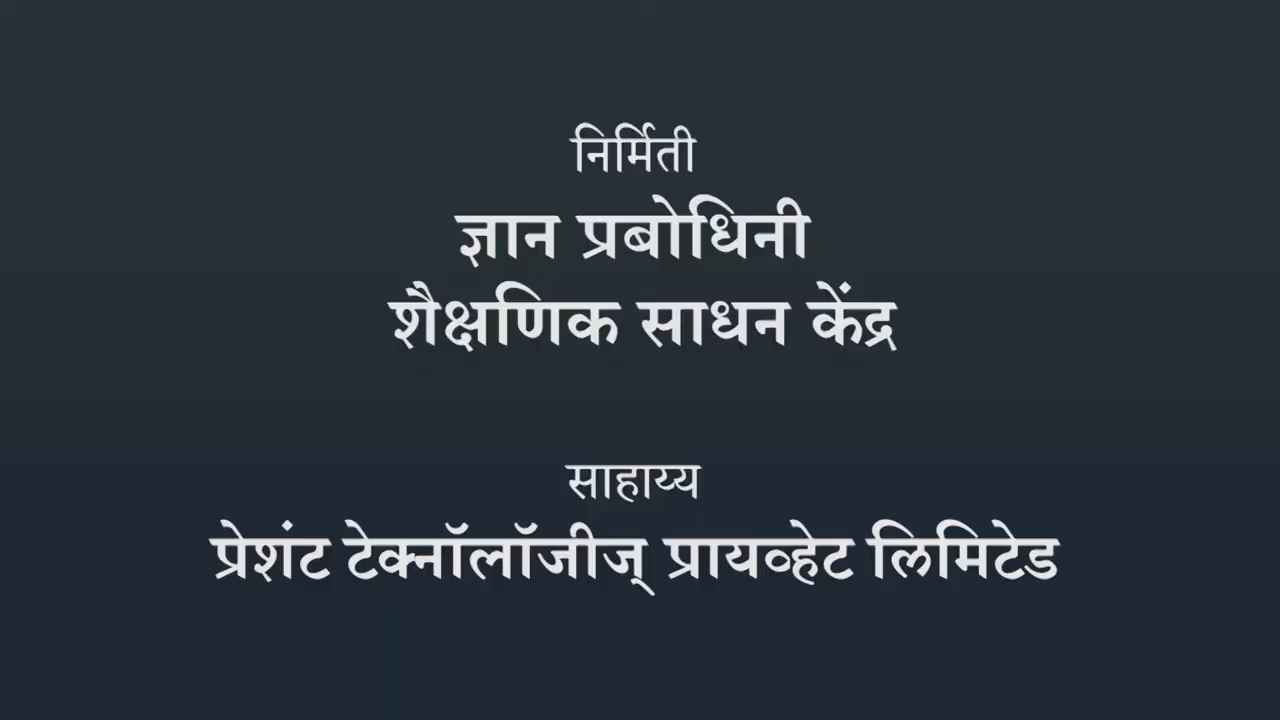 निर्मिती
ज्ञान प्रबोधिनी
शैक्षणिक साधन केंद्र
साहाय्य
प्रेशंट टेक्नॉलॉजीज् प्रायव्हेट लिमिटेड